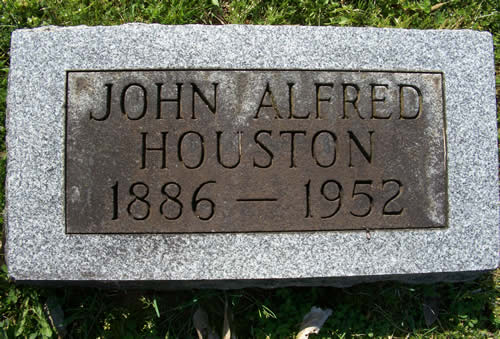 JOHN ALFRED
HOUSTON
1886 — 1952